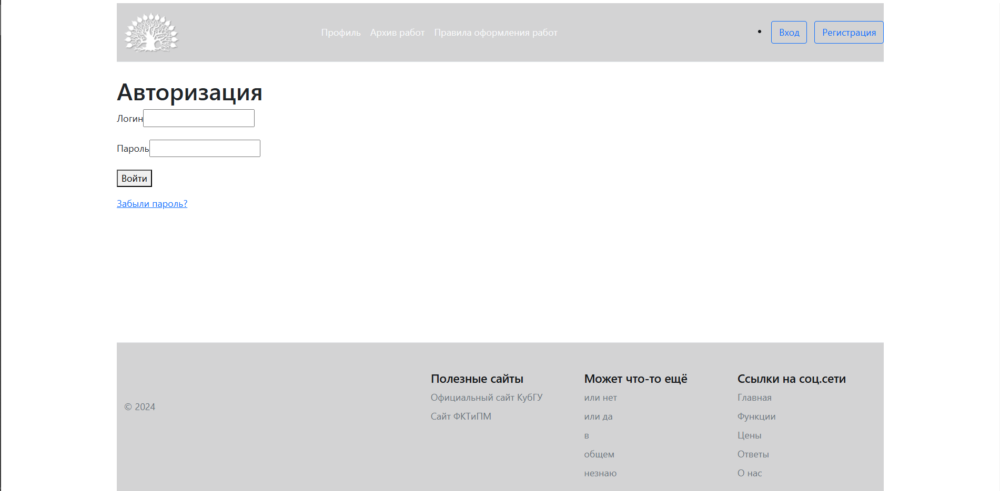 Профиль Архив работ Правила оформления работ • Вход Регистрация
Авторизация
Логин
Пароль
Войти
Забыли пароль?
© 2024
Полезные сайты
Официальный сайт КубГУ
Сайт ФКТиПМ
Может что-то ещё
или нет
или да
в
общем
незнаю
Ссылки на соц.сети
Главная
Функции
Цены
Ответы
О нас